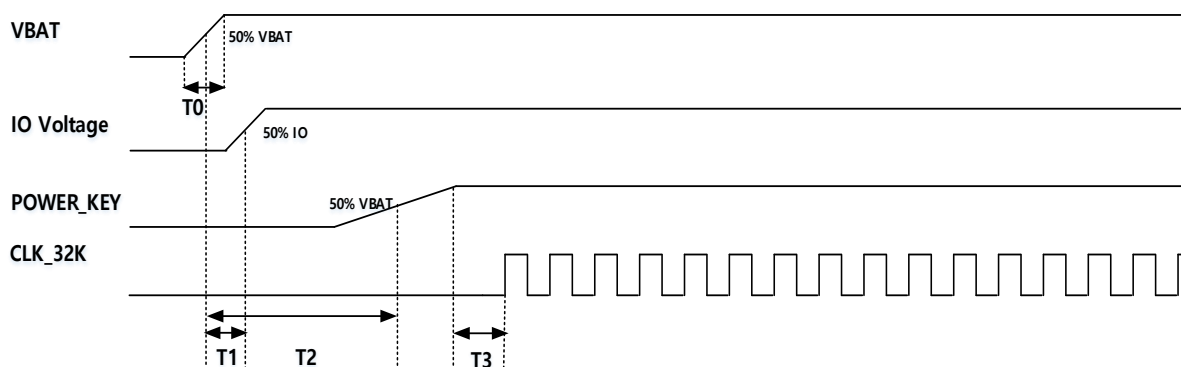 VBAT
50% VBAT
T0
IO Voltage
50% IO
POWER_KEY
50% VBAT
CLK_32K
T1
T2
T3